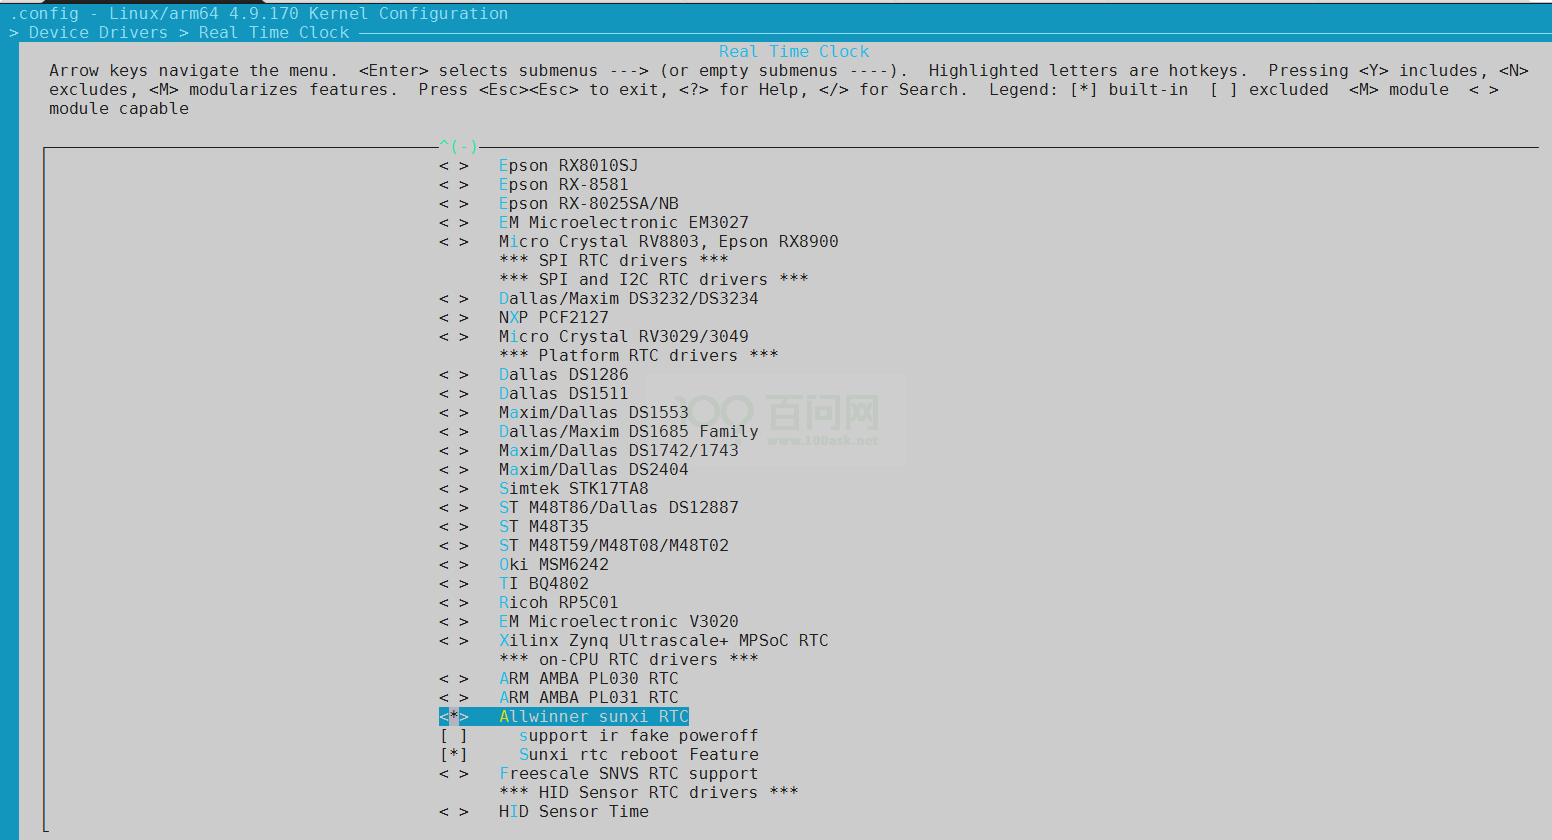 .config - Linux/arm64 4.9.170 Kernel Configuration
> Device Drivers > Real Time Clock
Real Time Clock
Arrow keys navigate the menu.  <Enter> selects submenus ---> (or empty submenus ----).  Highlighted letters are hotkeys.  Pressing <Y> includes, <N>
excludes, <M> modularizes features.  Press <Esc><Esc> to exit, <?> for Help, </> for Search.  Legend: [*] built-in  [ ] excluded  <M> module  < >
module capable
^(-)
< >   Epson RX8010SJ
< >   Epson RX-8581
< >   Epson RX-8025SA/NB
< >   EM Microelectronic EM3027
< >   Micro Crystal RV8803, Epson RX8900
*** SPI RTC drivers ***
*** SPI and I2C RTC drivers ***
< >   Dallas/Maxim DS3232/DS3234
< >   NXP PCF2127
< >   Micro Crystal RV3029/3049
*** Platform RTC drivers ***
< >   Dallas DS1286
< >   Dallas DS1511
< >   Maxim/Dallas DS1553
< >   Dallas/Maxim DS1685 Family
< >   Maxim/Dallas DS1742/1743
< >   Maxim/Dallas DS2404
< >   Simtek STK17TA8
< >   ST M48T86/Dallas DS12887
< >   ST M48T35
< >   ST M48T59/M48T08/M48T02
< >   Oki MSM6242
< >   TI BQ4802
< >   Ricoh RP5C01
< >   EM Microelectronic V3020
< >   Xilinx Zynq Ultrascale+ MPSoC RTC
*** on-CPU RTC drivers ***
< >   ARM AMBA PL030 RTC
< >   ARM AMBA PL031 RTC
<*>   Allwinner sunxi RTC
[ ]     support ir fake poweroff
[*]     Sunxi rtc reboot Feature
< >   Freescale SNVS RTC support
*** HID Sensor RTC drivers ***
< >   HID Sensor Time
100 百问网
www.100ask.net